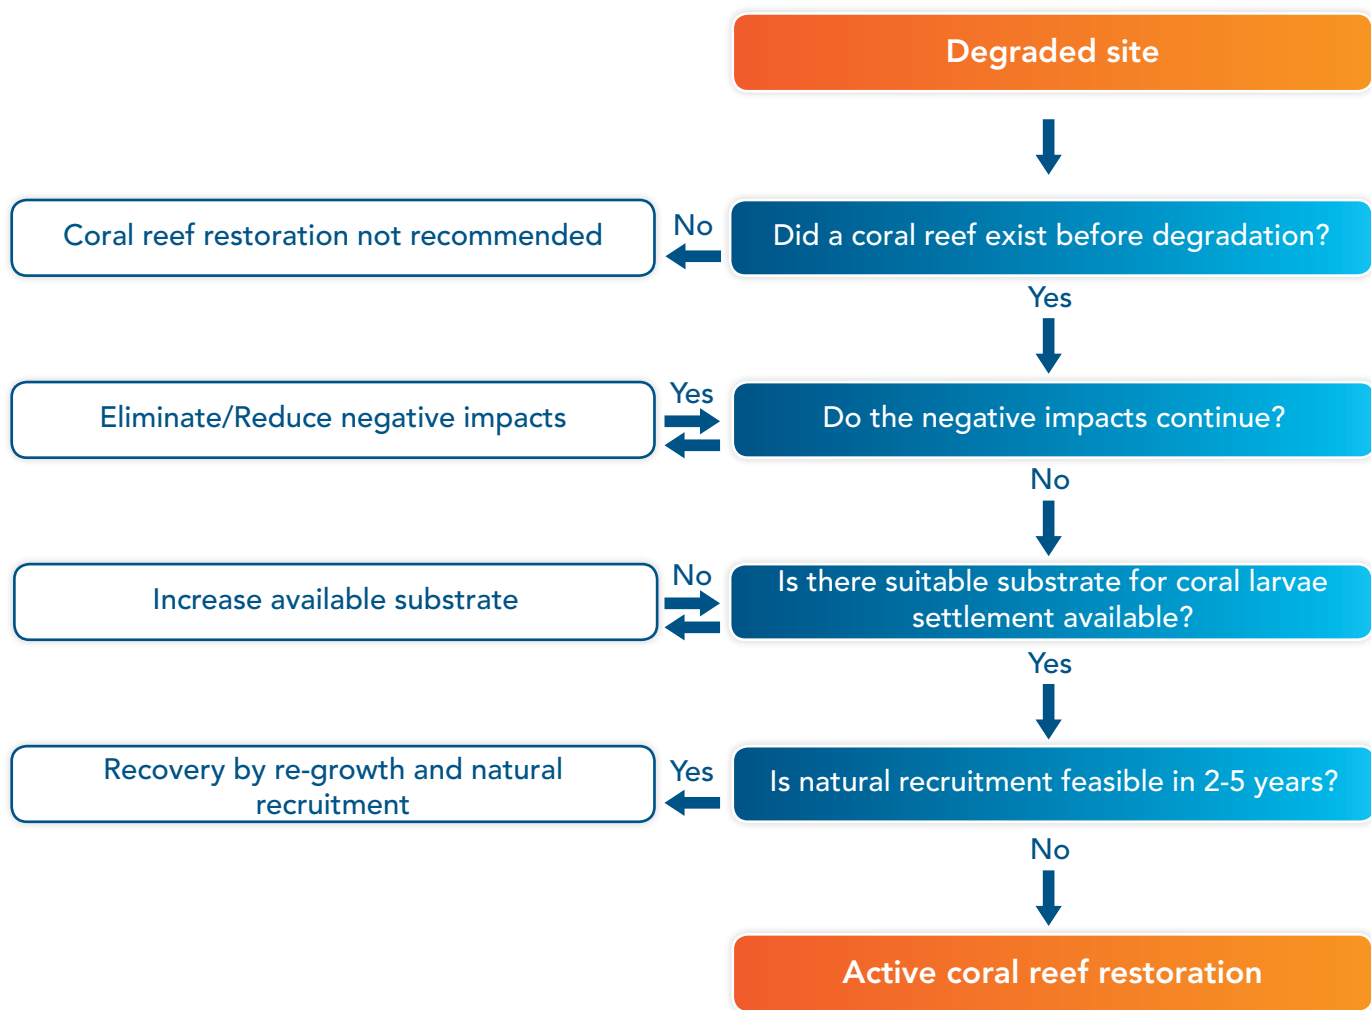 Degraded site
Coral reef restoration not recommended
No
Did a coral reef exist before degradation?
Yes
Eliminate/Reduce negative impacts
Yes
Do the negative impacts continue?
No
Increase available substrate
No
Is there suitable substrate for coral larvae
settlement available?
Yes
Recovery by re-growth and natural
recruitment
Yes
Is natural recruitment feasible in 2-5 years?
No
Active coral reef restoration